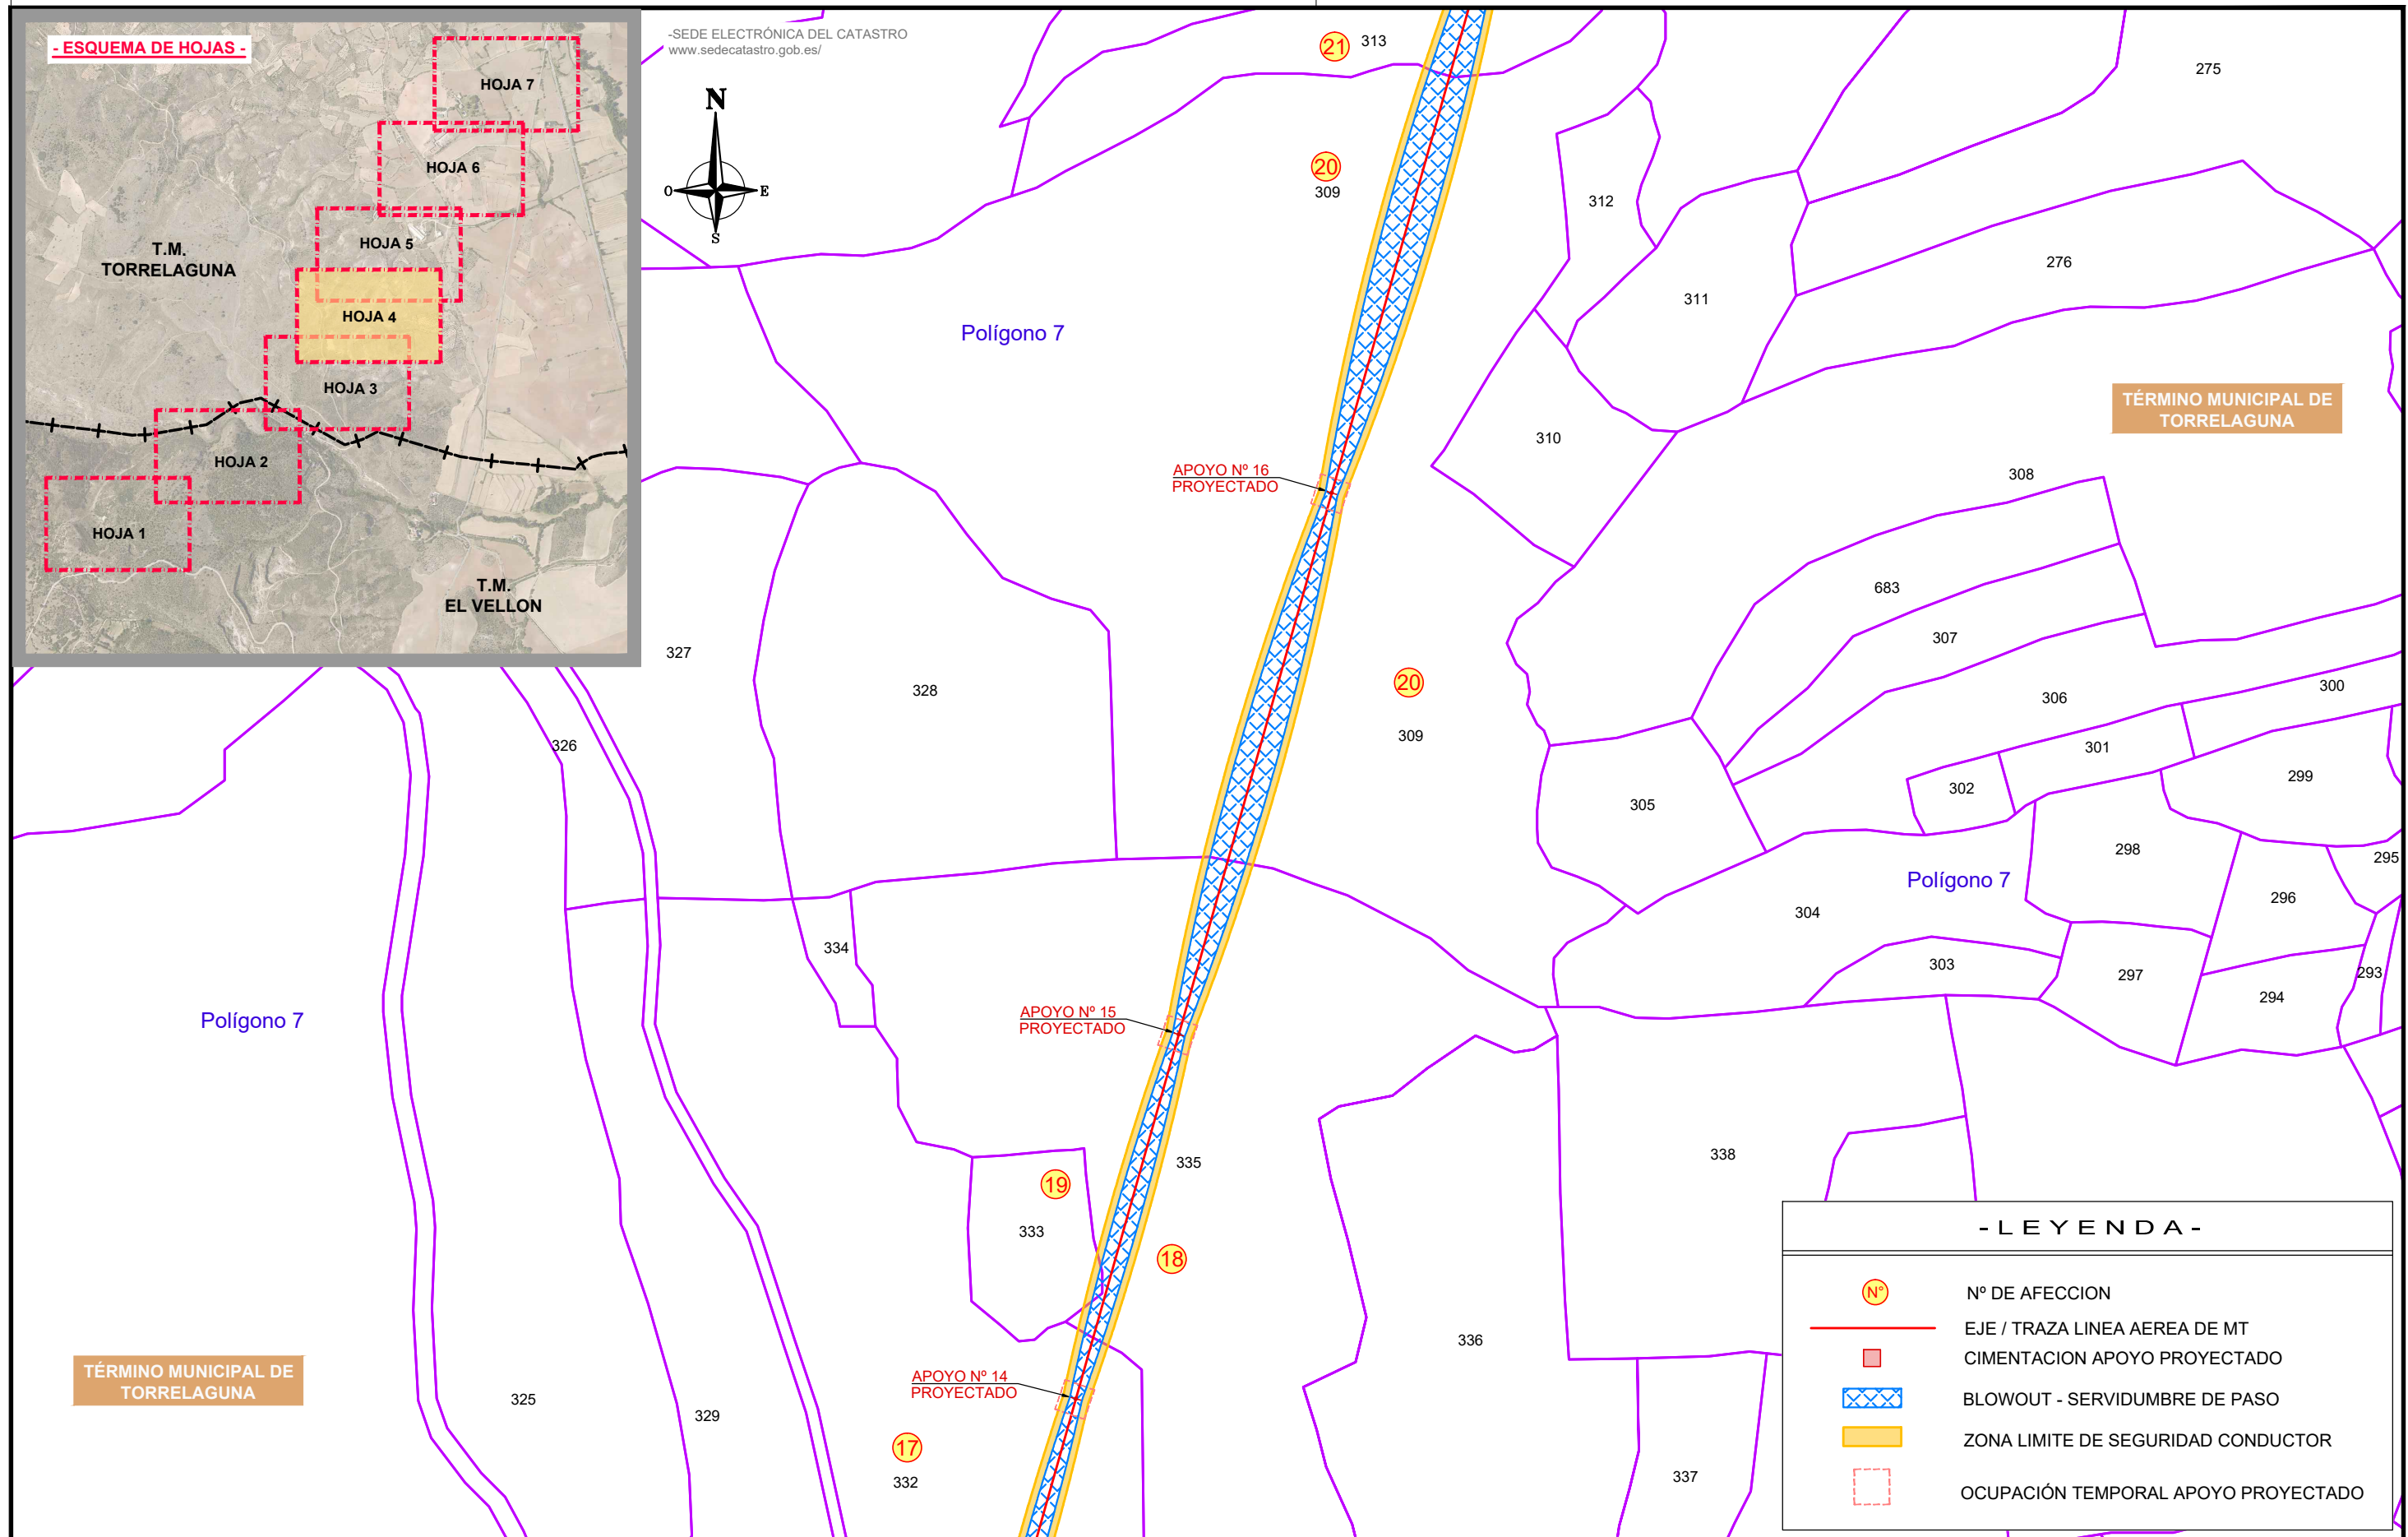 - ESQUEMA DE HOJAS -
HOJA 7
HOJA 6
HOJA 5
HOJA 4
HOJA 3
HOJA 2
HOJA 1
T.M.
TORRELAGUNA
T.M.
EL VELLON
-SEDE ELECTRÓNICA DEL CATASTRO
www.sedecatastro.gob.es/
N
O
E
S
21
313
275
20
309
312
276
311
Polígono 7
TÉRMINO MUNICIPAL DE
TORRELAGUNA
310
308
APOYO Nº 16
PROYECTADO
683
307
327
328
20
309
306
300
326
301
299
302
305
298
295
Polígono 7
296
304
334
303
297
293
294
Polígono 7
APOYO Nº 15
PROYECTADO
335
338
19
333
18
336
TÉRMINO MUNICIPAL DE
TORRELAGUNA
325
329
APOYO Nº 14
PROYECTADO
17
332
337
-LEYENDA-
Nº
Nº DE AFECCION
EJE / TRAZA LINEA AEREA DE MT
CIMENTACION APOYO PROYECTADO
BLOWOUT - SERVIDUMBRE DE PASO
ZONA LIMITE DE SEGURIDAD CONDUCTOR
OCUPACIÓN TEMPORAL APOYO PROYECTADO